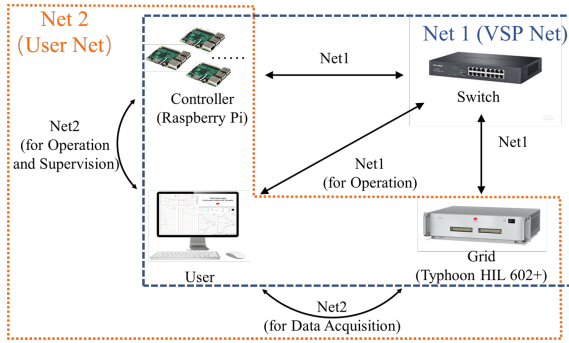 Net 2
(User Net)
Net 1 (VSP Net)
Net1
Controller
(Raspberry Pi)
Switch
Net2
(for Operation
and Supervision)
Net1
Net1
(for Operation)
User
Grid
(Typhoon HIL 602+)
Net2
(for Data Acquisition)